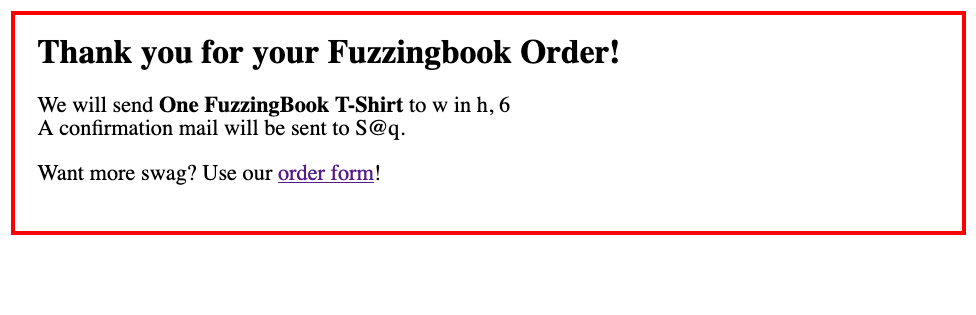 Thank you for your Fuzzingbook Order!
We will send One FuzzingBook T-Shirt to w in h, 6
A confirmation mail will be sent to S@q.
Want more swag? Use our order form!